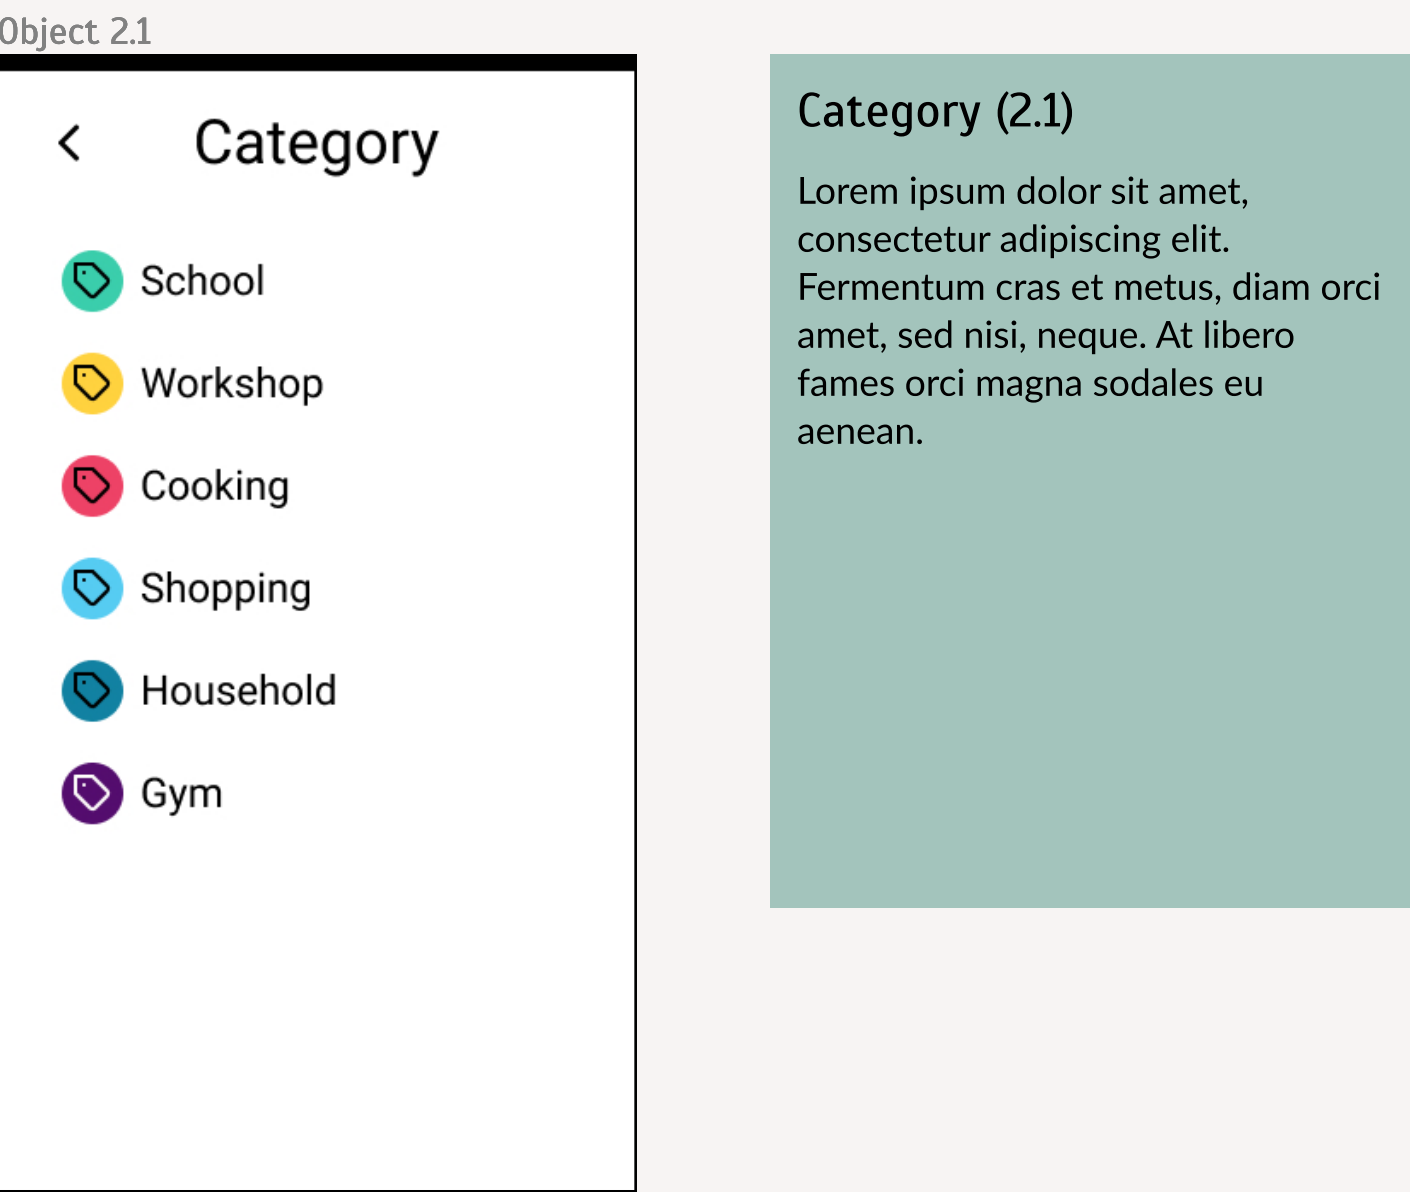 Object 2.1
Category
School
Workshop
Cooking
Shopping
Household
Gym
Category (2.1)
Lorem ipsum dolor sit amet,
consectetur adipiscing elit.
Fermentum cras et metus, diam orci
amet, sed nisi, neque. At libero
fames orci magna sodales eu
aenean.